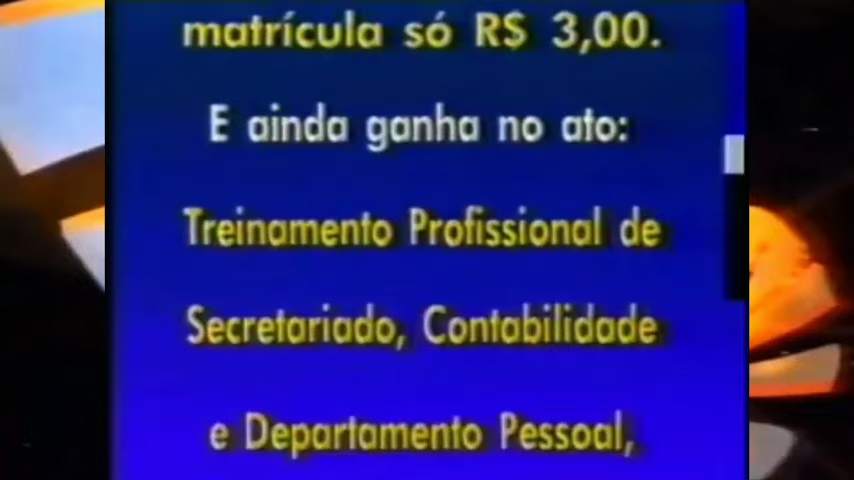 matrícula só R$ 3,00.
E ainda ganha no ato:
Treinamento Profissional de
Secretariado, Contabilidade
e Departamento Pessoal,